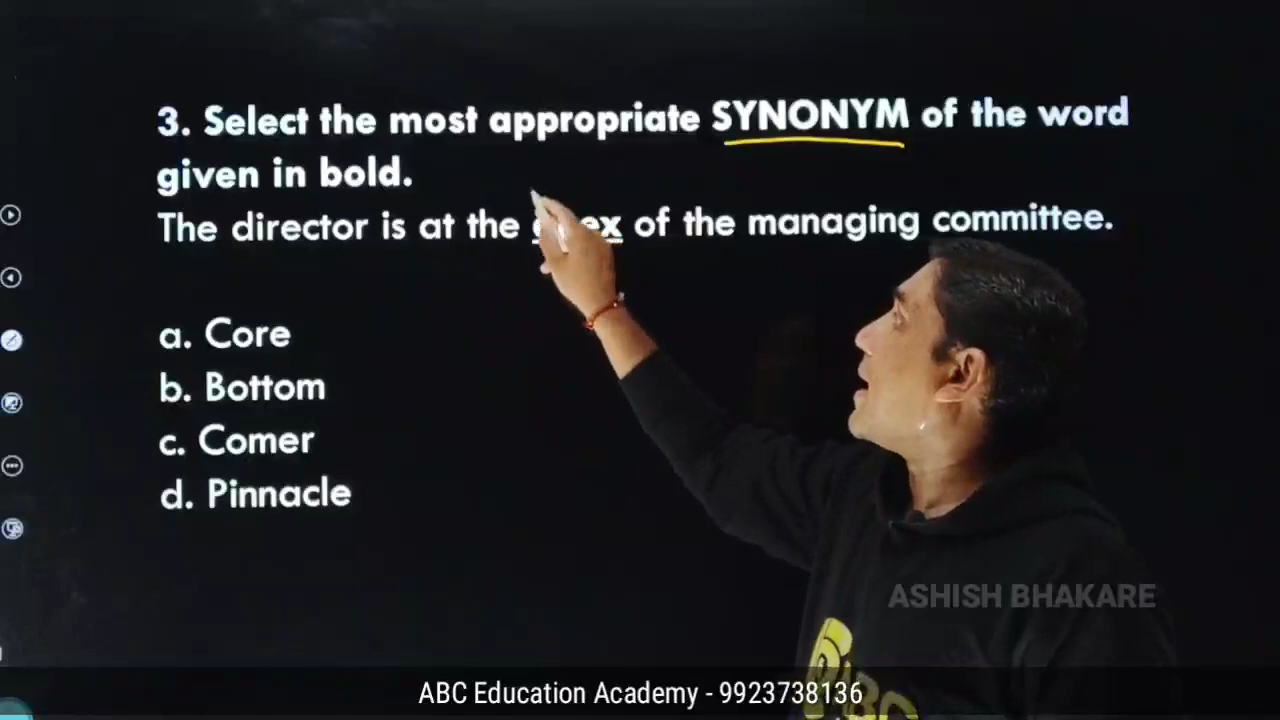 3. Select the most appropriate SYNONYM of the word
given in bold.
The director is at the of the managing committee.
a. Core
b. Bottom
c. Comer
d. Pinnacle
ASHISH BHAKARE
ABC Education Academy - 9923738136